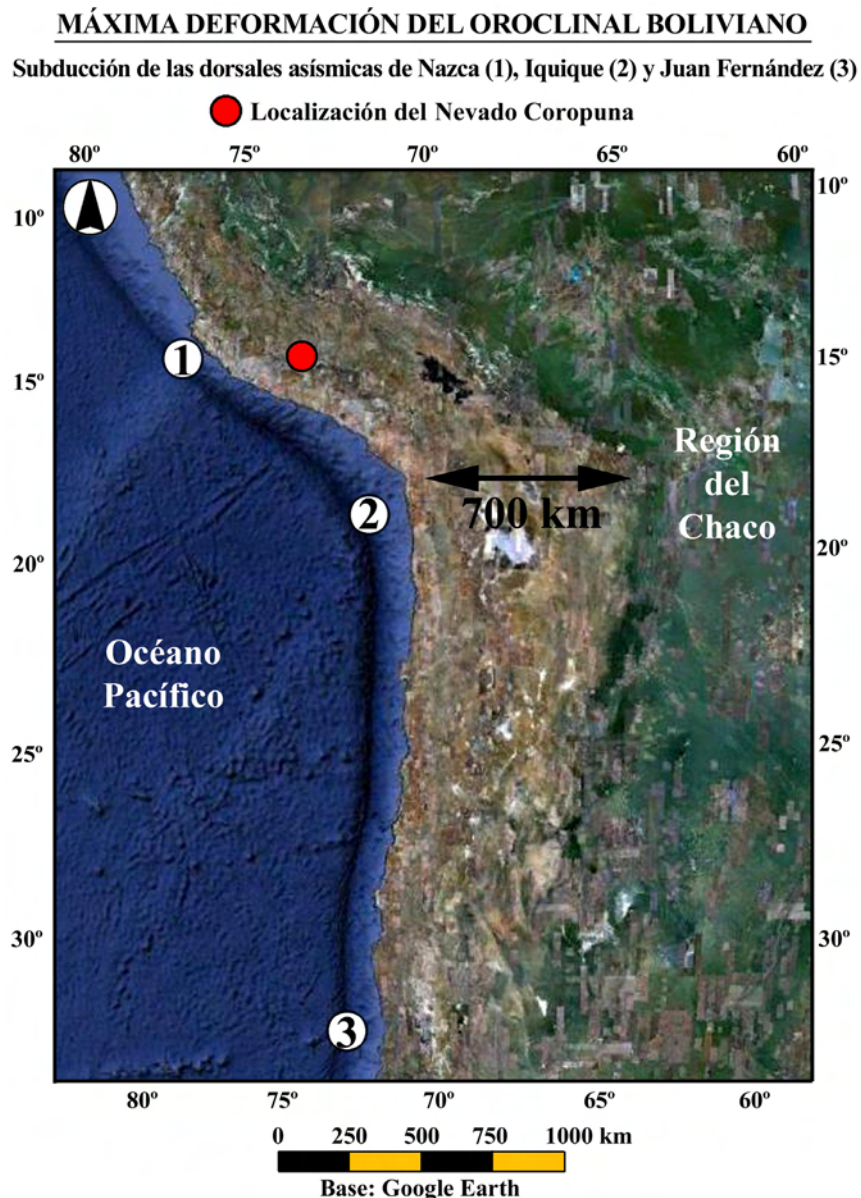 MÁXIMA DEFORMACIÓN DEL OROCLINAL BOLIVIANO
Subducción de las dorsales asísmicas de Nazca (1), Iquique (2) y Juan Fernández (3)
Localización del Nevado Coropuna
80º 75º 70º 65º 60º
10º 10º
1
15º 15º
Región
del
Chaco
700 km
2
20º 20º
Océano
Pacífico
25º 25º
30º 30º
3
80º 75º 70º 65º 60º
0 250 500 750 1000 km
Base: Google Earth